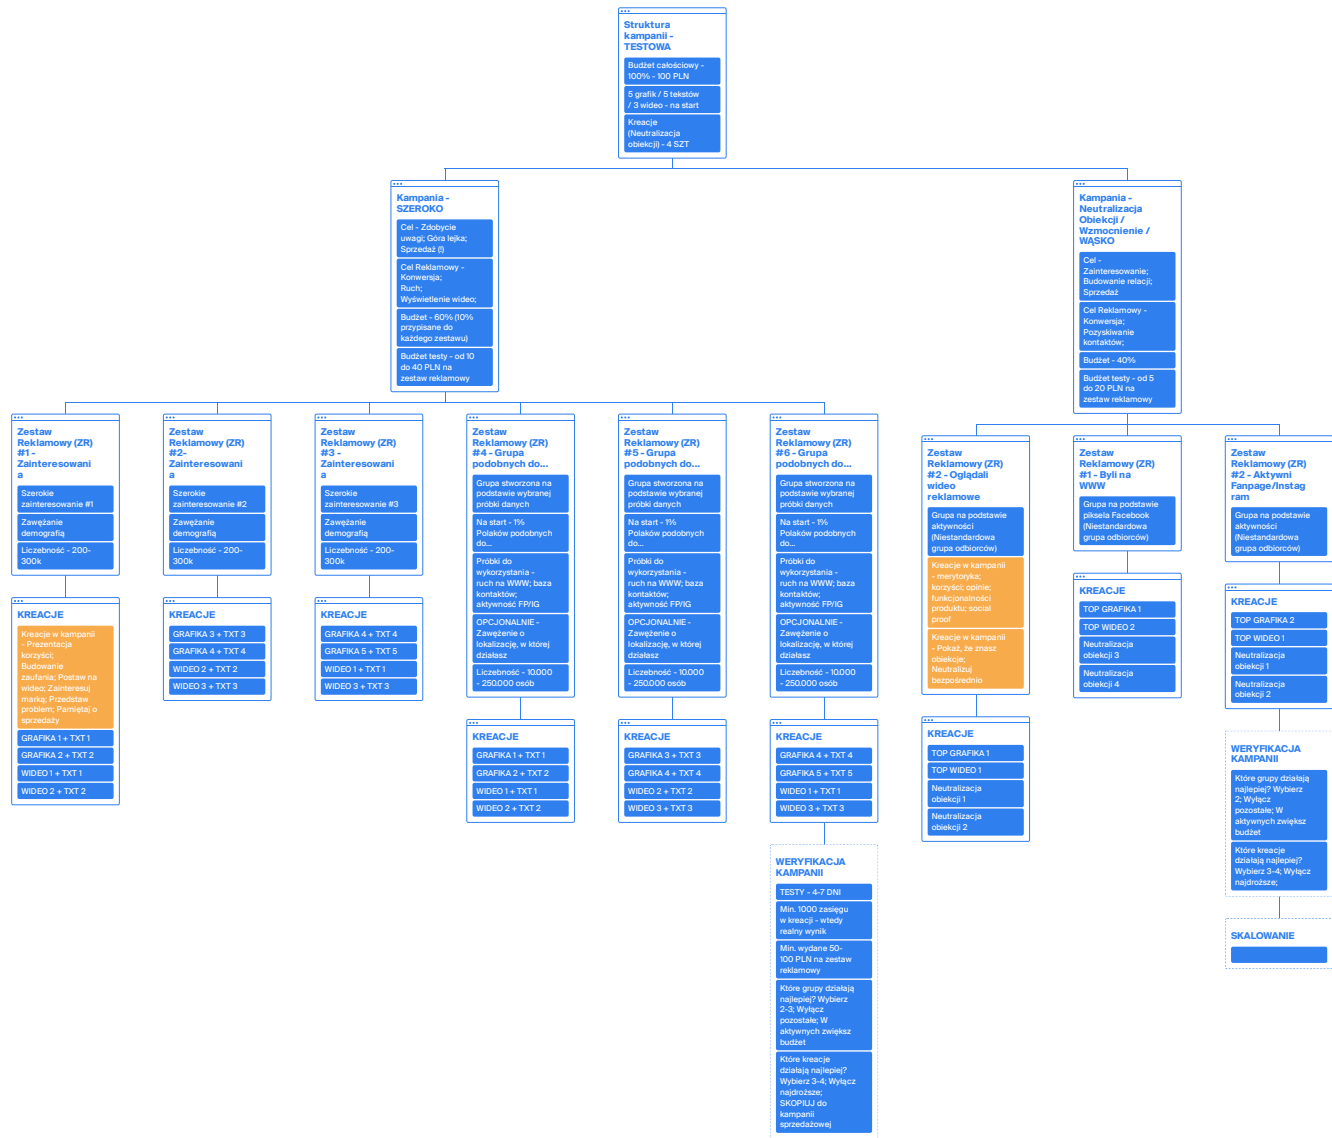 Struktura
kampanii -
TESTOWA
Budżet całościowy -
100% - 100 PLN
5 grafik / 5 tekstów
/ 3 wideo - na start
Kreacje
(Neutralizacja
obiekcji) - 4 SZT
Kampania -
SZEROKO
Cel - Zdobycie
uwagi; Góra lejka;
Sprzedaż (!)
Cel Reklamowy -
Konwersja;
Ruch;
Wyświetlenie wideo;
Budżet - 60% (10%
przypisane do
każdego zestawu)
Budżet testy - od 10
do 40 PLN na
zestaw reklamowy
Kampania -
Neutralizacja
Obiekcji /
Wzmocnienie /
WĄSKO
Cel -
Zainteresowanie;
Budowanie relacji;
Sprzedaż
Cel Reklamowy -
Konwersja;
Pozyskiwanie
kontaktów;
Budżet - 40%
Budżet testy - od 5
do 20 PLN na
zestaw reklamowy
Zestaw
Reklamowy (ZR)
#1 -
Zainteresowani
a
Szerokie
zainteresowanie #1
Zawężanie
demografią
Liczebność - 200-
300k
KREACJE
Kreacje w kampanii
- Prezentacja
korzyści;
Budowanie
zaufania; Postaw na
wideo; Zainteresuj
marką; Przedstaw
problem; Pamiętaj o
sprzedaży
GRAFIKA 1 + TXT 1
GRAFIKA 2 + TXT 2
WIDEO 1 + TXT 1
WIDEO 2 + TXT 2
Zestaw
Reklamowy (ZR)
#2-
Zainteresowani
a
Szerokie
zainteresowanie #2
Zawężanie
demografią
Liczebność - 200-
300k
KREACJE
GRAFIKA 3 + TXT 3
GRAFIKA 4 + TXT 4
WIDEO 2 + TXT 2
WIDEO 3 + TXT 3
Zestaw
Reklamowy (ZR)
#3 -
Zainteresowani
a
Szerokie
zainteresowanie #3
Zawężanie
demografią
Liczebność - 200-
300k
KREACJE
GRAFIKA 4 + TXT 4
GRAFIKA 5 + TXT 5
WIDEO 1 + TXT 1
WIDEO 3 + TXT 3
Zestaw
Reklamowy (ZR)
#4 - Grupa
podobnych do...
Grupa stworzona na
podstawie wybranej
próbki danych
Na start - 1%
Polaków podobnych
do...
Próbki do
wykorzystania -
ruch na WWW; baza
kontaktów;
aktywność FP/IG
OPCJONALNIE -
Zawężenie o
lokalizację, w której
działasz
Liczebność - 10.000
- 250.000 osób
KREACJE
GRAFIKA 1 + TXT 1
GRAFIKA 2 + TXT 2
WIDEO 1 + TXT 1
WIDEO 2 + TXT 2
Zestaw
Reklamowy (ZR)
#5 - Grupa
podobnych do...
Grupa stworzona na
podstawie wybranej
próbki danych
Na start - 1%
Polaków podobnych
do...
Próbki do
wykorzystania -
ruch na WWW; baza
kontaktów;
aktywność FP/IG
OPCJONALNIE -
Zawężenie o
lokalizację, w której
działasz
Liczebność - 10.000
- 250.000 osób
KREACJE
GRAFIKA 3 + TXT 3
GRAFIKA 4 + TXT 4
WIDEO 2 + TXT 2
WIDEO 3 + TXT 3
Zestaw
Reklamowy (ZR)
#6 - Grupa
podobnych do...
Grupa stworzona na
podstawie wybranej
próbki danych
Na start - 1%
Polaków podobnych
do...
Próbki do
wykorzystania -
ruch na WWW; baza
kontaktów;
aktywność FP/IG
OPCJONALNIE -
Zawężenie o
lokalizację, w której
działasz
Liczebność - 10.000
- 250.000 osób
KREACJE
GRAFIKA 4 + TXT 4
GRAFIKA 5 + TXT 5
WIDEO 1 + TXT 1
WIDEO 3 + TXT 3
WERYFIKACJA
KAMPANII
TESTY - 4-7 DNI
Min. 1000 zasięgu
w kreacji - wtedy
realny wynik
Min. wydane 50-
100 PLN na zestaw
reklamowy
Które grupy działają
najlepiej? Wybierz
2-3; Wyłącz
pozostałe; W
aktywnych zwiększ
budżet
Które kreacje
działają najlepiej?
Wybierz 3-4; Wyłącz
najdroższe;
SKOPIUJ do
kampanii
sprzedażowej
Zestaw
Reklamowy (ZR)
#2 - Oglądali
wideo
reklamowe
Grupa na podstawie
aktywności
(Niestandardowa
grupa odbiorców)
Kreacje w kampanii
- merytoryka;
korzyści; opinie;
funkcjonalności
produktu; social
proof
Kreacje w kampanii
- Pokaż, że znasz
obiekcje;
Neutralizuj
bezpośrednio
KREACJE
TOP GRAFIKA 1
TOP WIDEO 1
Neutralizacja
obiekcji 1
Neutralizacja
obiekcji 2
Zestaw
Reklamowy (ZR)
#1 - Byli na
WWW
Grupa na podstawie
piksela Facebook
(Niestandardowa
grupa odbiorców)
KREACJE
TOP GRAFIKA 1
TOP WIDEO 2
Neutralizacja
obiekcji 3
Neutralizacja
obiekcji 4
Zestaw
Reklamowy (ZR)
#2 - Aktywni
Fanpage/Instag
ram
Grupa na podstawie
aktywności
(Niestandardowa
grupa odbiorców)
KREACJE
TOP GRAFIKA 2
TOP WIDEO 1
Neutralizacja
obiekcji 1
Neutralizacja
obiekcji 2
WERYFIKACJA
KAMPANII
Które grupy działają
najlepiej? Wybierz
2; Wyłącz
pozostałe; W
aktywnych zwiększ
budżet
Które kreacje
działają najlepiej?
Wybierz 3-4; Wyłącz
najdroższe;
SKALOWANIE